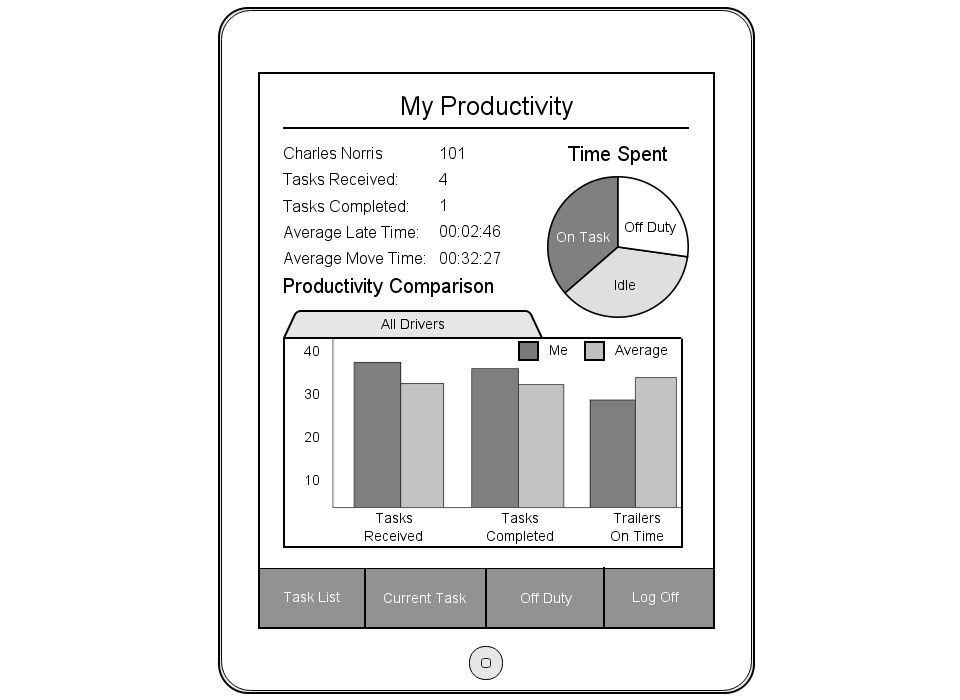 My Productivity
Charles Norris 101
Tasks Received: 4
Tasks Completed: 1
Average Late Time: 00:02:46
Average Move Time: 00:32:27
Time Spent
On Task
Off Duty
Idle
Productivity Comparison
All Drivers
Me Average
40
30
20
10
Tasks Received
Tasks Completed
Trailers On Time
Task List Current Task Off Duty Log Off